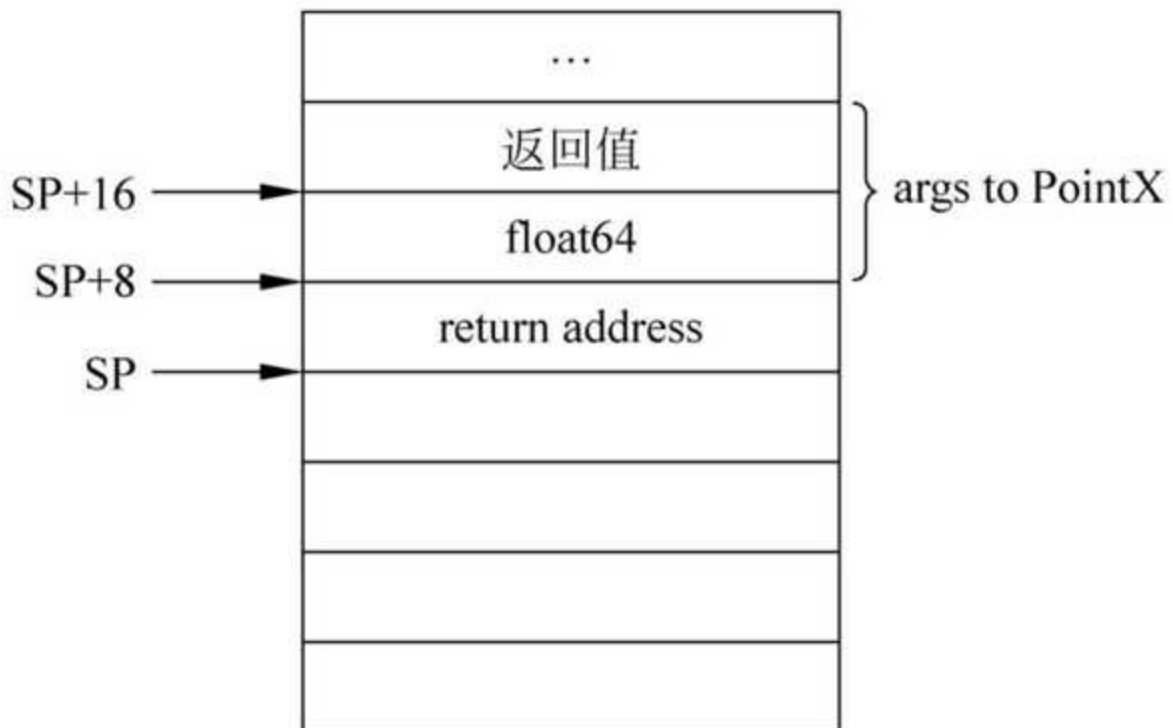 …
返回值
SP+16
args to PointX
float64
SP+8
return address
SP